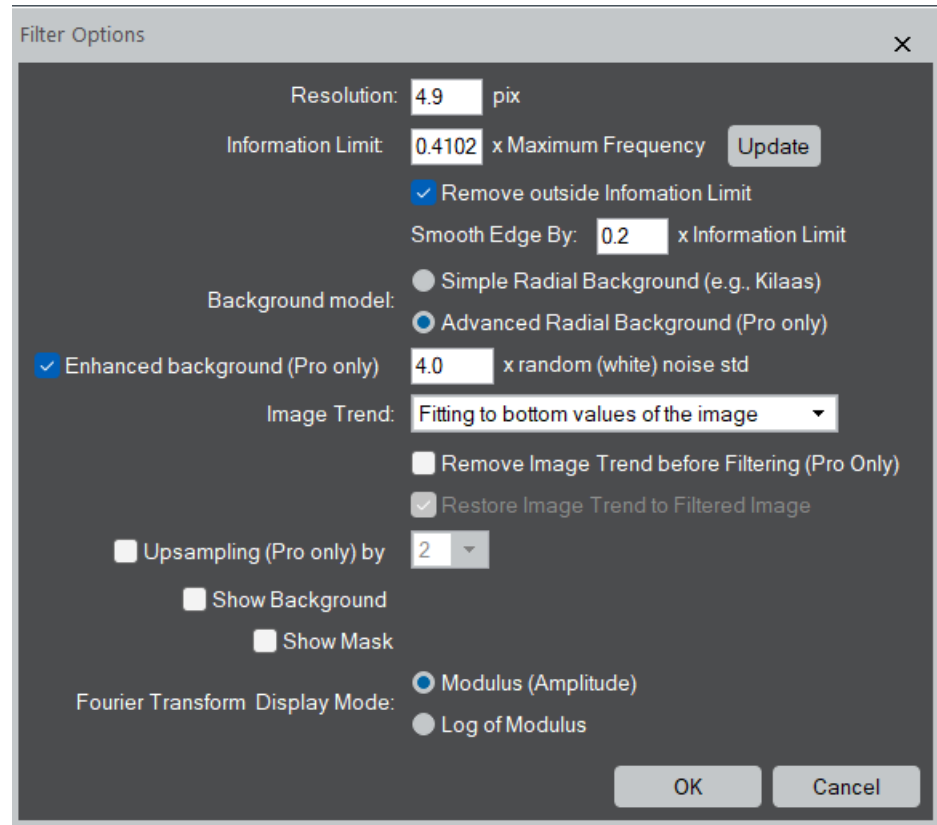 Filter Options
Resolution: 4.9 pix
Information Limit: 0.4102 x Maximum Frequency Update
Remove outside Infomation Limit
Smooth Edge By: 0.2 x Information Limit
Background model:
Simple Radial Background (e.g., Kilaas)
Advanced Radial Background (Pro only)
Enhanced background (Pro only) 4.0 x random (white) noise std
Image Trend: Fitting to bottom values of the image
Remove Image Trend before Filtering (Pro Only)
Restore Image Trend to Filtered Image
Upsampling (Pro only) by 2
Show Background
Show Mask
Fourier Transform Display Mode:
Modulus (Amplitude)
Log of Modulus
OK Cancel